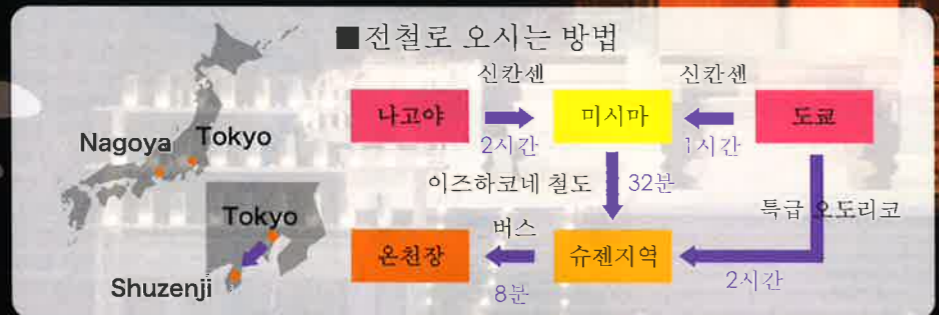 ■전철로 오시는 방법
Nagoya
Tokyo
Tokyo
Shuzenji
신칸센
신칸센
나고야
미시마
도쿄
2시간
1시간
이즈하코네 철도
32분
특급 오도리코
버스
온천장
슈젠지역
8분
2시간